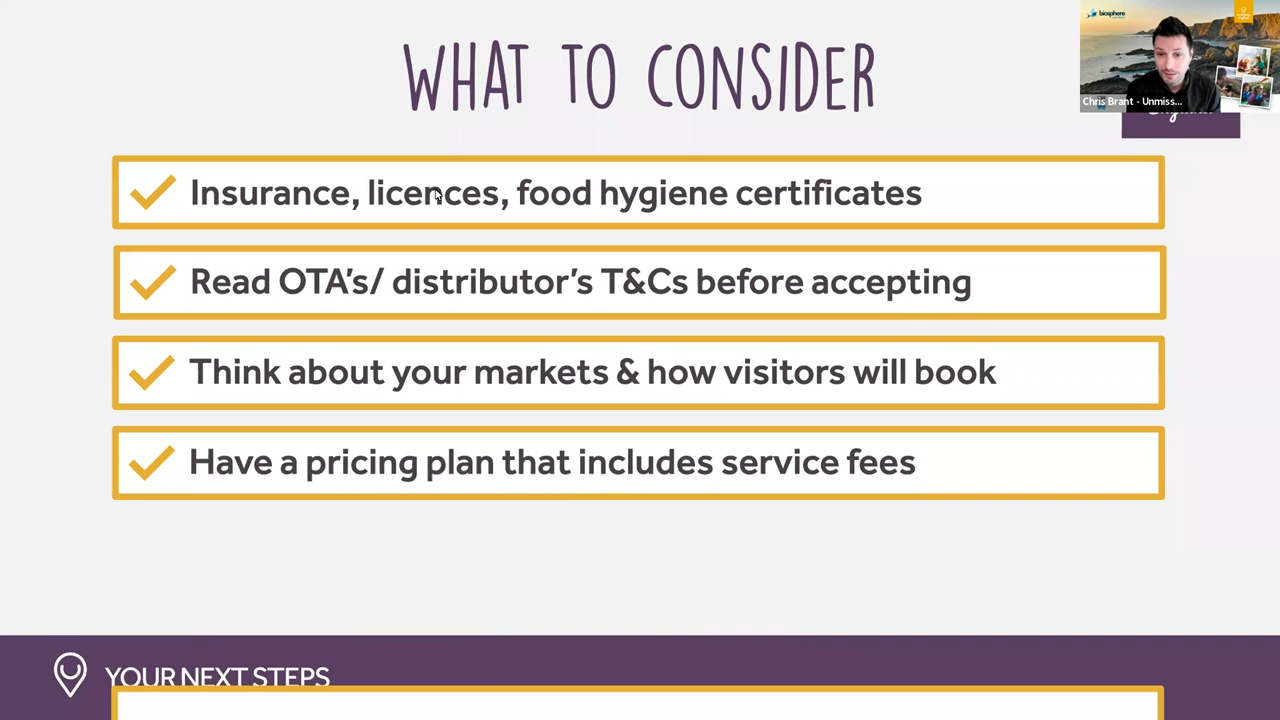 WHAT TO CONSIDER
biosphere
Chris Brant - Unmiss...
Insurance, licences, food hygiene certificates
Read OTA's/ distributor's T&Cs before accepting
Think about your markets & how visitors will book
Have a pricing plan that includes service fees
YOUR NEXT STEPS